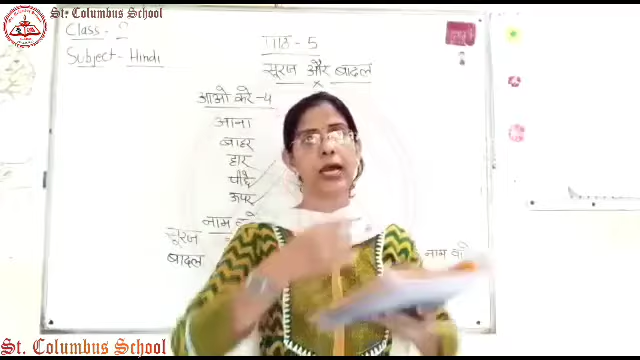 St. Columbus School
Class - 2
Subject - Hindi
पाठ - 5
सूरज और बादल
आओ करे - 4
आना
बाहर
हार
पीछे
ऊपर
नाम
सूरज
बादल
नाम
St. Columbus School